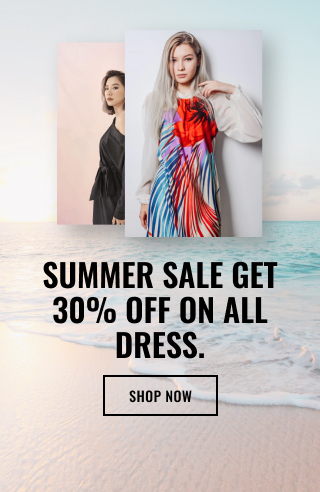 SUMMER SALE GET
30% OFF ON ALL
DRESS.
SHOP NOW